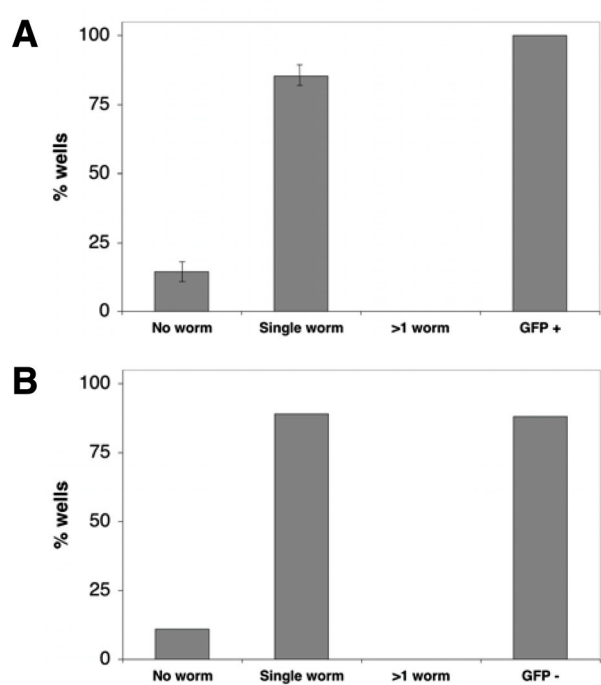 A
100
75
50
25
0
% wells
No worm Single worm >1 worm GFP +
B
100
75
50
25
0
% wells
No worm Single worm >1 worm GFP -